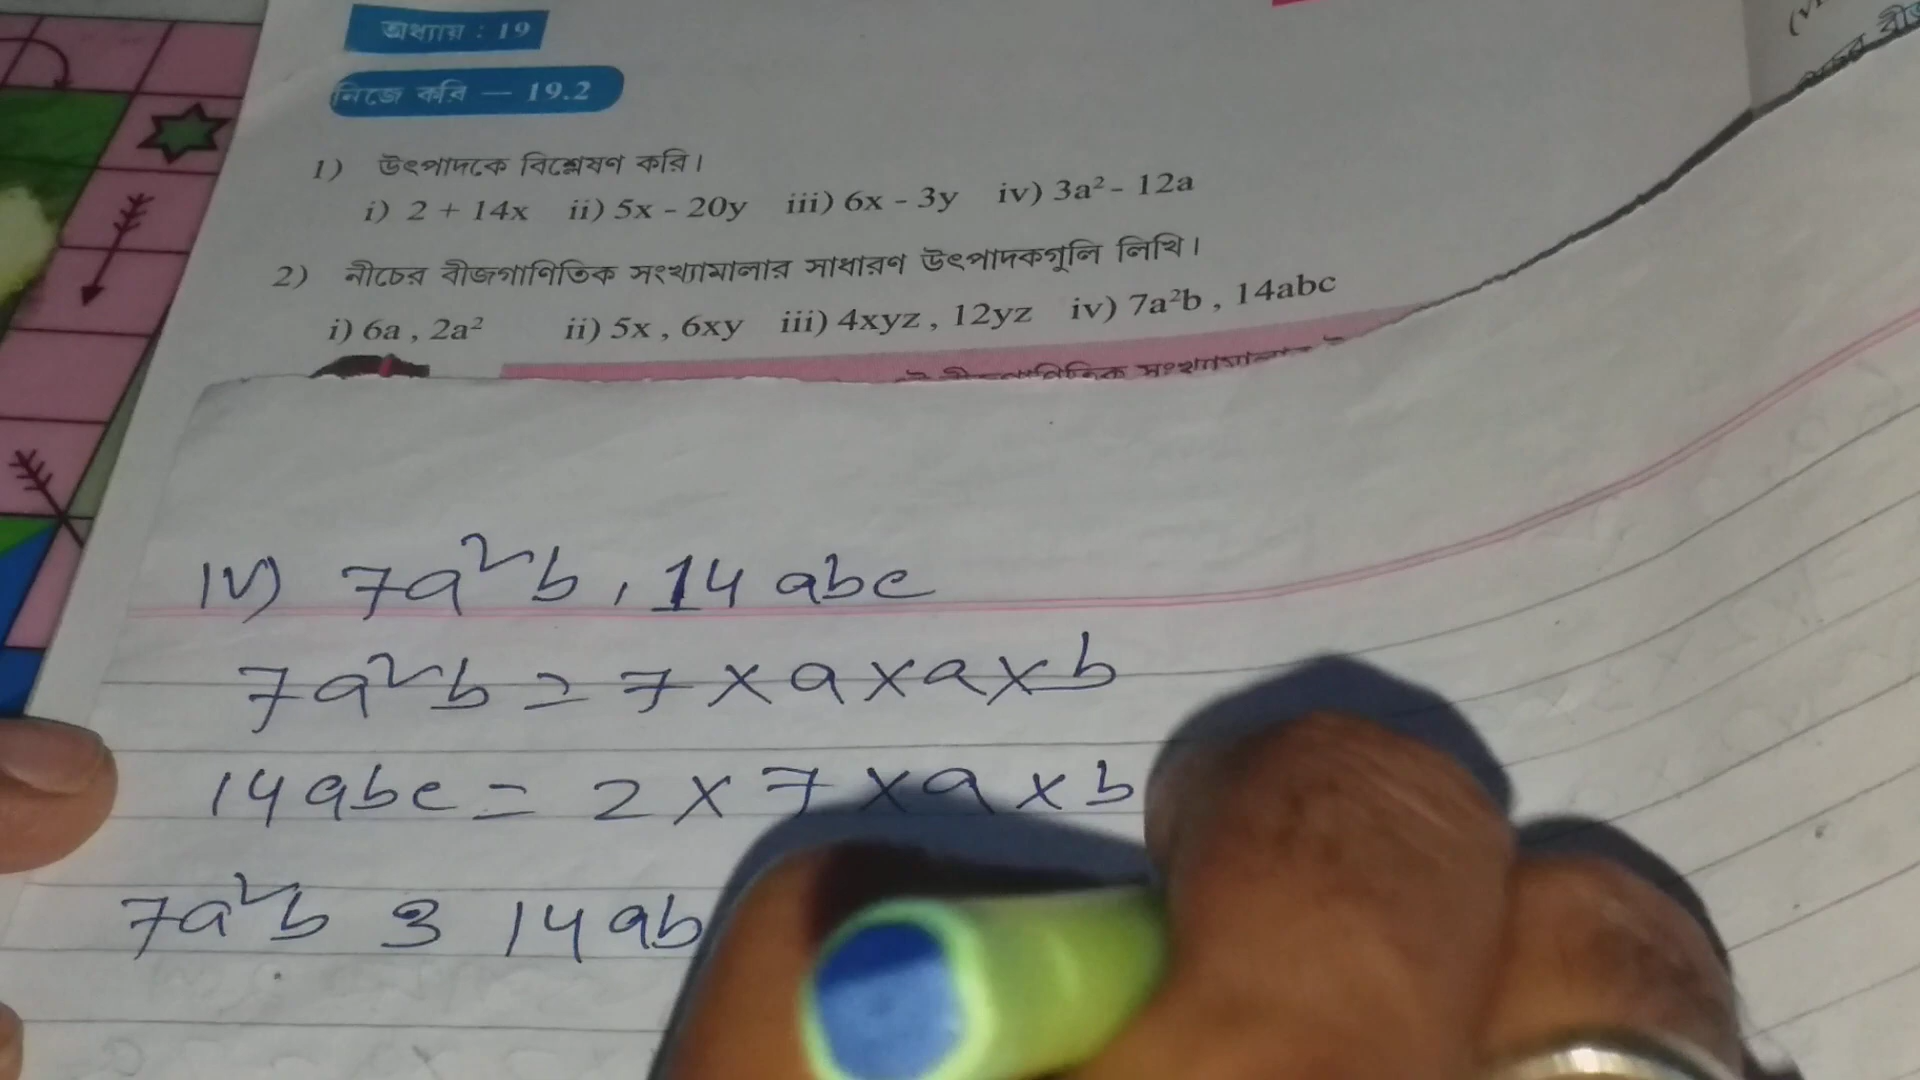 অধ্যায় : 19
নিজে করি — 19.2
1) উৎপাদকে বিশ্লেষণ করি।
i) 2 + 14x ii) 5x - 20y iii) 6x - 3y iv) 3a² - 12a
2) নীচের বীজগাণিতিক সংখ্যামালার সাধারণ উৎপাদকগুলি লিখি।
i) 6a , 2a² ii) 5x , 6xy iii) 4xyz , 12yz iv) 7a²b , 14abc
সংখ্যামালার
IV) 7a²b, 14 abc
7a²b = 7 × a × a × b
14abc = 2 × 7 × a × b
7a²b ও 14 ab